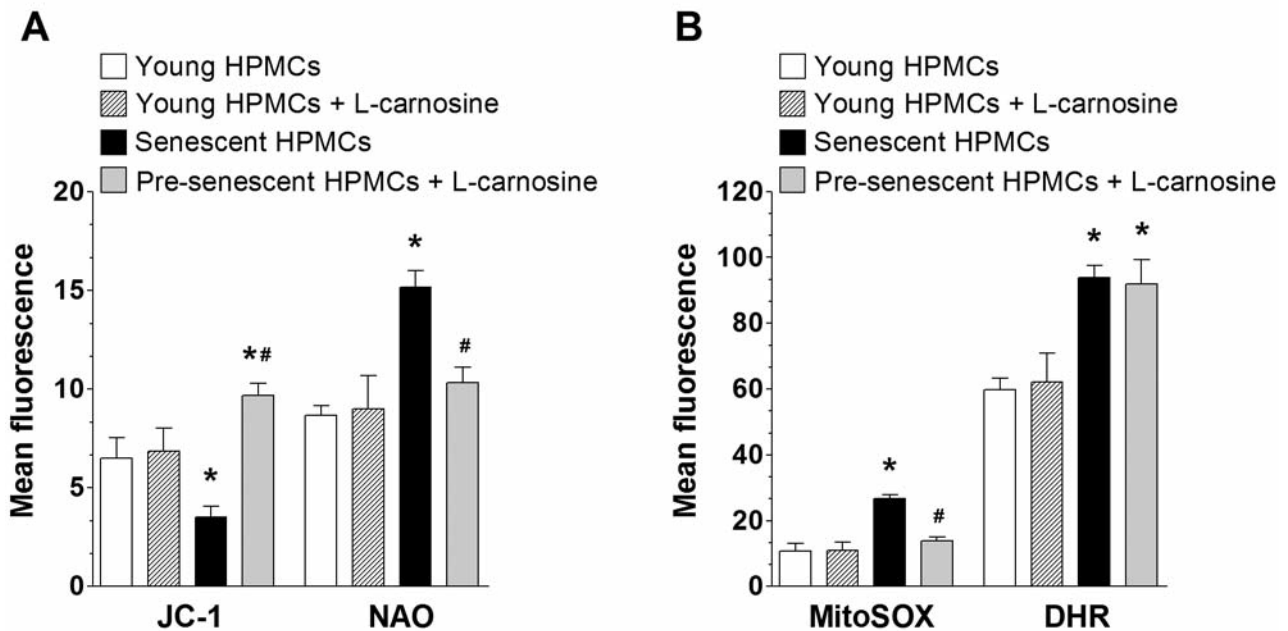 A
Young HPMCs
Young HPMCs + L-carnosine
Senescent HPMCs
Pre-senescent HPMCs + L-carnosine
20
15
10
5
0
Mean fluorescence
*
*#
*
#
JC-1
NAO
B
Young HPMCs
Young HPMCs + L-carnosine
Senescent HPMCs
Pre-senescent HPMCs + L-carnosine
120
100
80
60
40
20
0
Mean fluorescence
*
#
*
*
MitoSOX
DHR